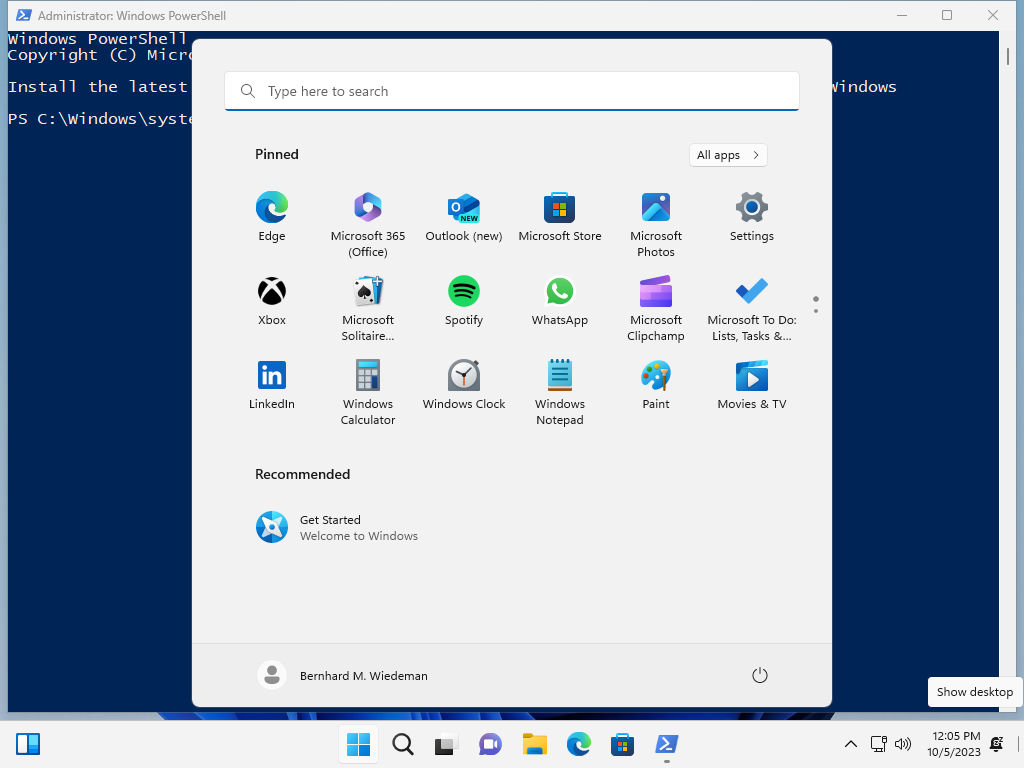 Administrator: Windows PowerShell
Windows PowerShell
Copyright (C) Micro
Install the latest
Windows
PS C:\Windows\syste
Type here to search
Pinned
All apps
Edge
Microsoft 365
(Office)
Outlook (new)
NEW
Microsoft Store
Microsoft
Photos
Settings
Xbox
Microsoft
Solitaire...
Spotify
WhatsApp
Microsoft
Clipchamp
Microsoft To Do:
Lists, Tasks &...
in
LinkedIn
Windows
Calculator
Windows Clock
Windows
Notepad
Paint
Movies & TV
Recommended
Get Started
Welcome to Windows
Bernhard M. Wiedeman
Show desktop
12:05 PM
10/5/2023